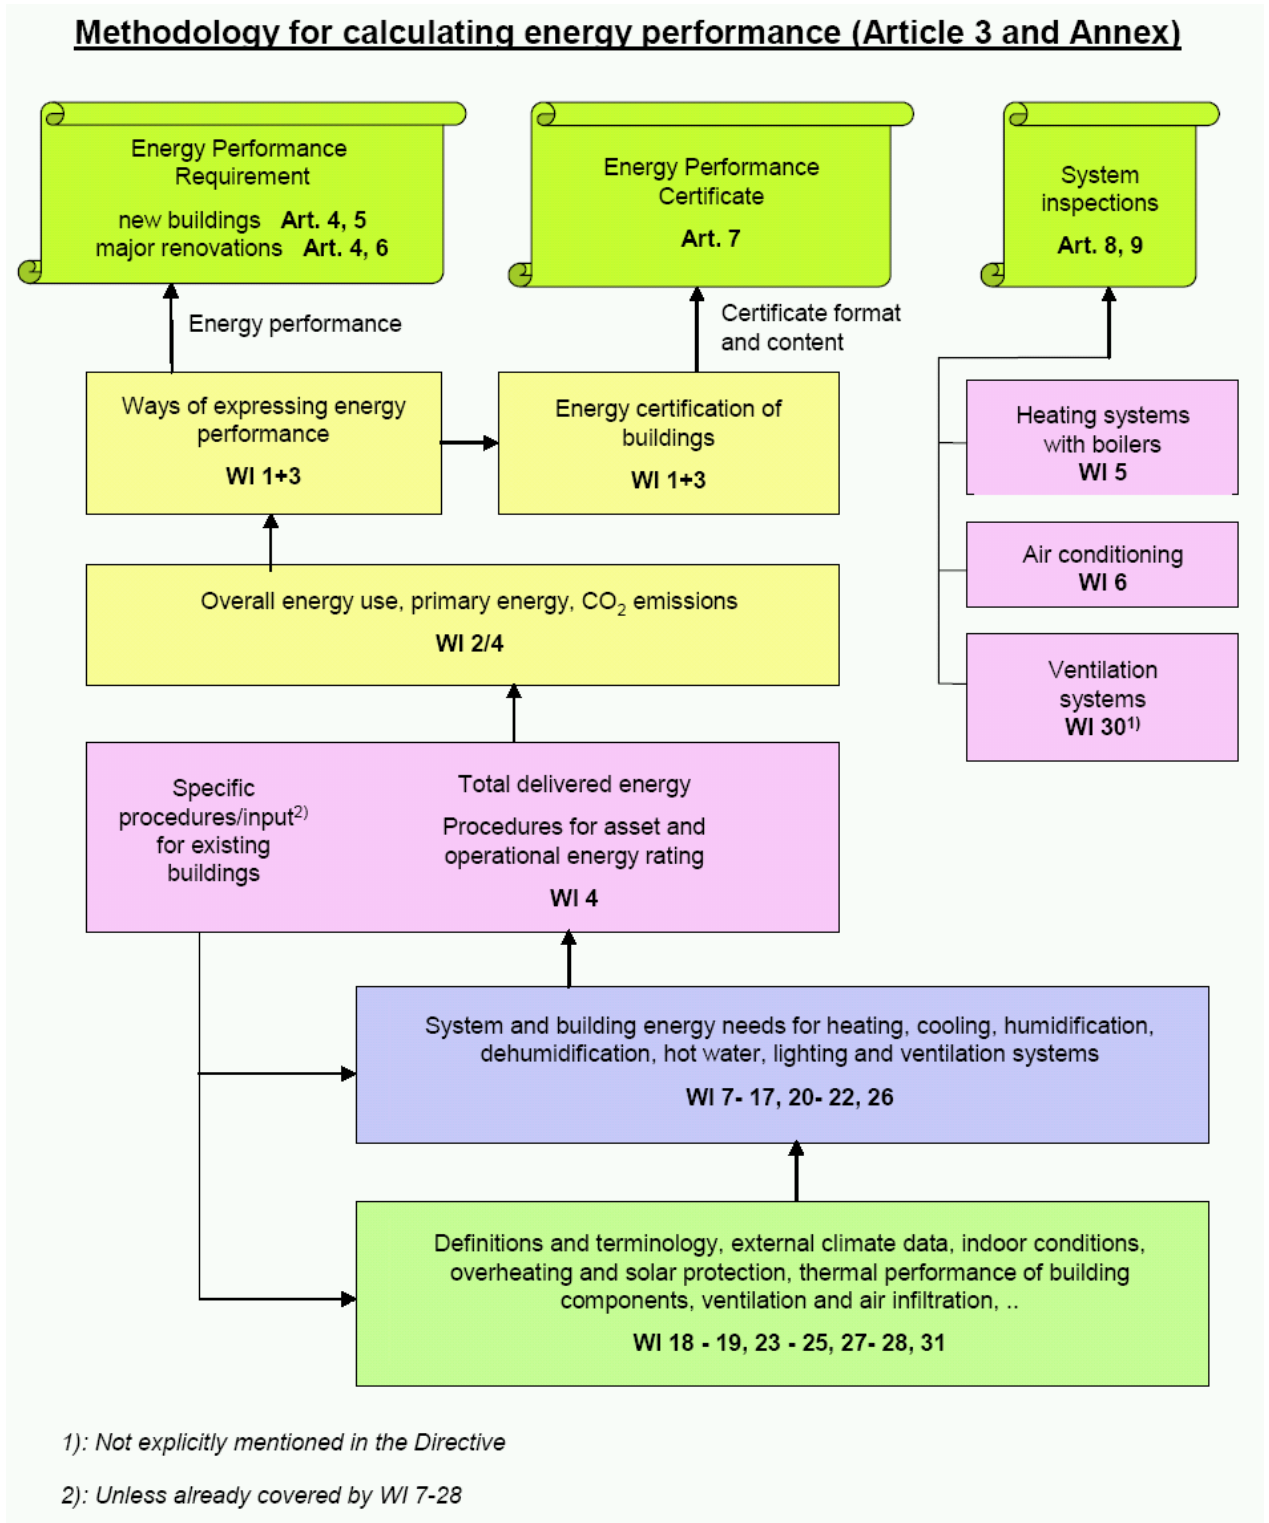 Methodology for calculating energy performance (Article 3 and Annex)
Energy Performance
Requirement
new buildings Art. 4, 5
major renovations Art. 4, 6
Energy Performance
Certificate
Art. 7
System
inspections
Art. 8, 9
Energy performance
Certificate format
and content
Ways of expressing energy
performance
WI 1+3
Energy certification of
buildings
WI 1+3
Heating systems
with boilers
WI 5
Air conditioning
WI 6
Ventilation
systems
WI 30¹⁾
Overall energy use, primary energy, CO₂ emissions
WI 2/4
Specific
procedures/input²⁾
for existing
buildings
Total delivered energy
Procedures for asset and
operational energy rating
WI 4
System and building energy needs for heating, cooling, humidification,
dehumidification, hot water, lighting and ventilation systems
WI 7- 17, 20- 22, 26
Definitions and terminology, external climate data, indoor conditions,
overheating and solar protection, thermal performance of building
components, ventilation and air infiltration, ..
WI 18 - 19, 23 - 25, 27- 28, 31
1): Not explicitly mentioned in the Directive
2): Unless already covered by WI 7-28